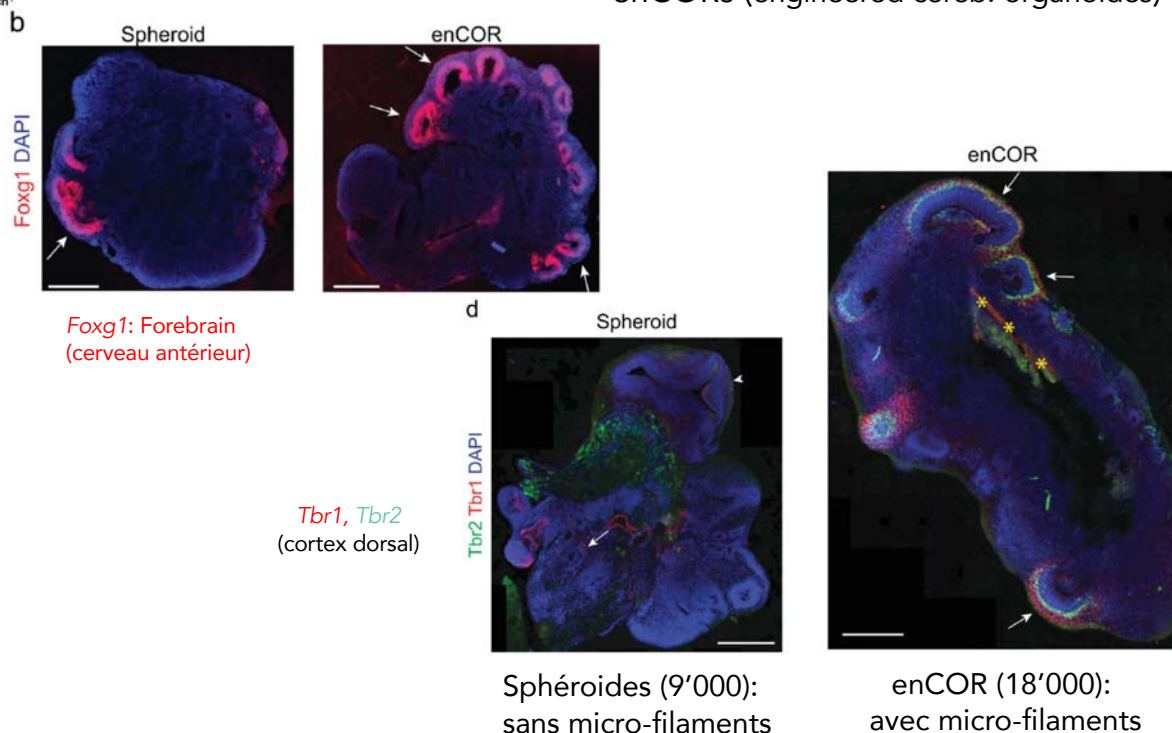 enCORs (engineered cereb. organoides)
b
Spheroid
enCOR
Foxg1 DAPI
Foxg1: Forebrain
(cerveau antérieur)
enCOR
d
Spheroid
Tbr2 Tbr1 DAPI
Tbr1, Tbr2
(cortex dorsal)
Sphéroides (9'000):
sans micro-filaments
enCOR (18'000):
avec micro-filaments